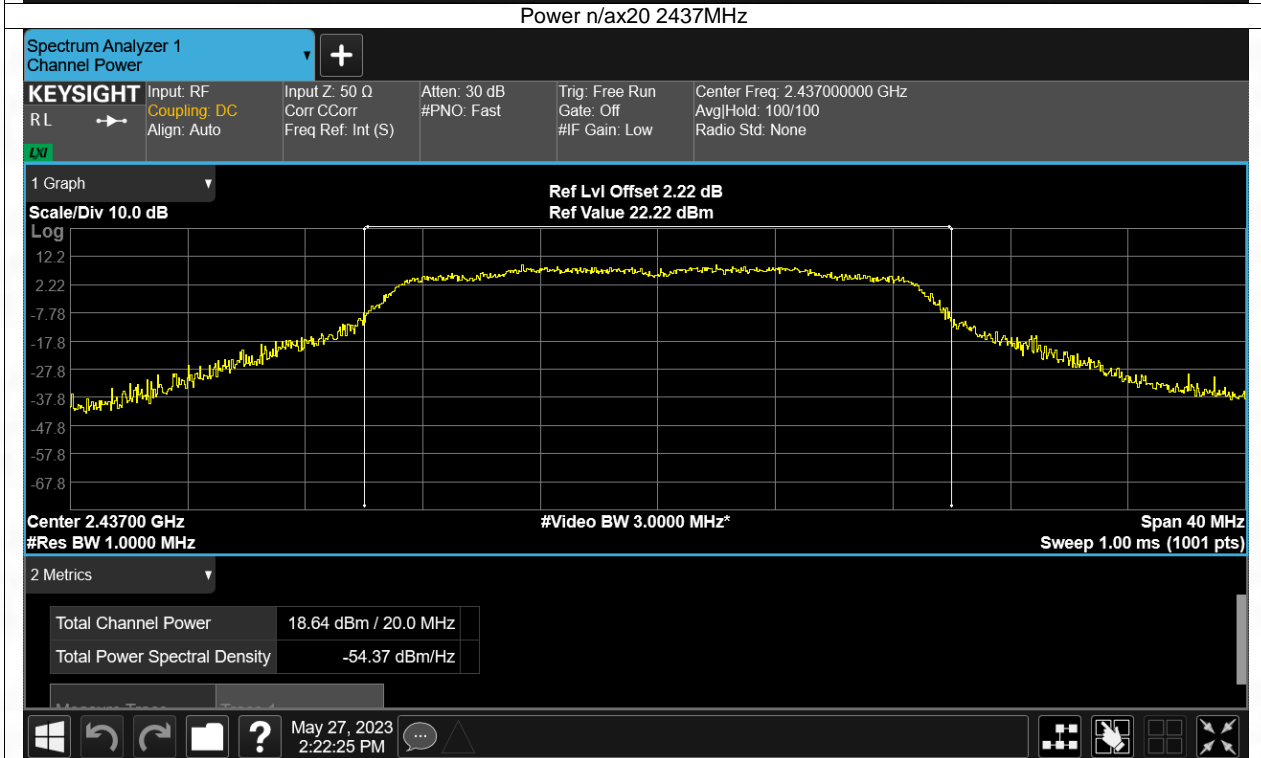 Power n/ax20 2437MHz
Spectrum Analyzer 1
Channel Power
KEYSIGHT
R L
LXI
Input: RF
Coupling: DC
Align: Auto
Input Z: 50 Ω
Corr CCorr
Freq Ref: Int (S)
Atten: 30 dB
#PNO: Fast
Trig: Free Run
Gate: Off
#IF Gain: Low
Center Freq: 2.437000000 GHz
Avg|Hold: 100/100
Radio Std: None
1 Graph
Ref Lvl Offset 2.22 dB
Scale/Div 10.0 dB
Ref Value 22.22 dBm
Log
12.2
2.22
-7.78
-17.8
-27.8
-37.8
-47.8
-57.8
-67.8
Center 2.43700 GHz
#Video BW 3.0000 MHz*
Span 40 MHz
#Res BW 1.0000 MHz
Sweep 1.00 ms (1001 pts)
2 Metrics
Total Channel Power 18.64 dBm / 20.0 MHz
Total Power Spectral Density -54.37 dBm/Hz
Measure Trace Trace 1
May 27, 2023
2:22:25 PM